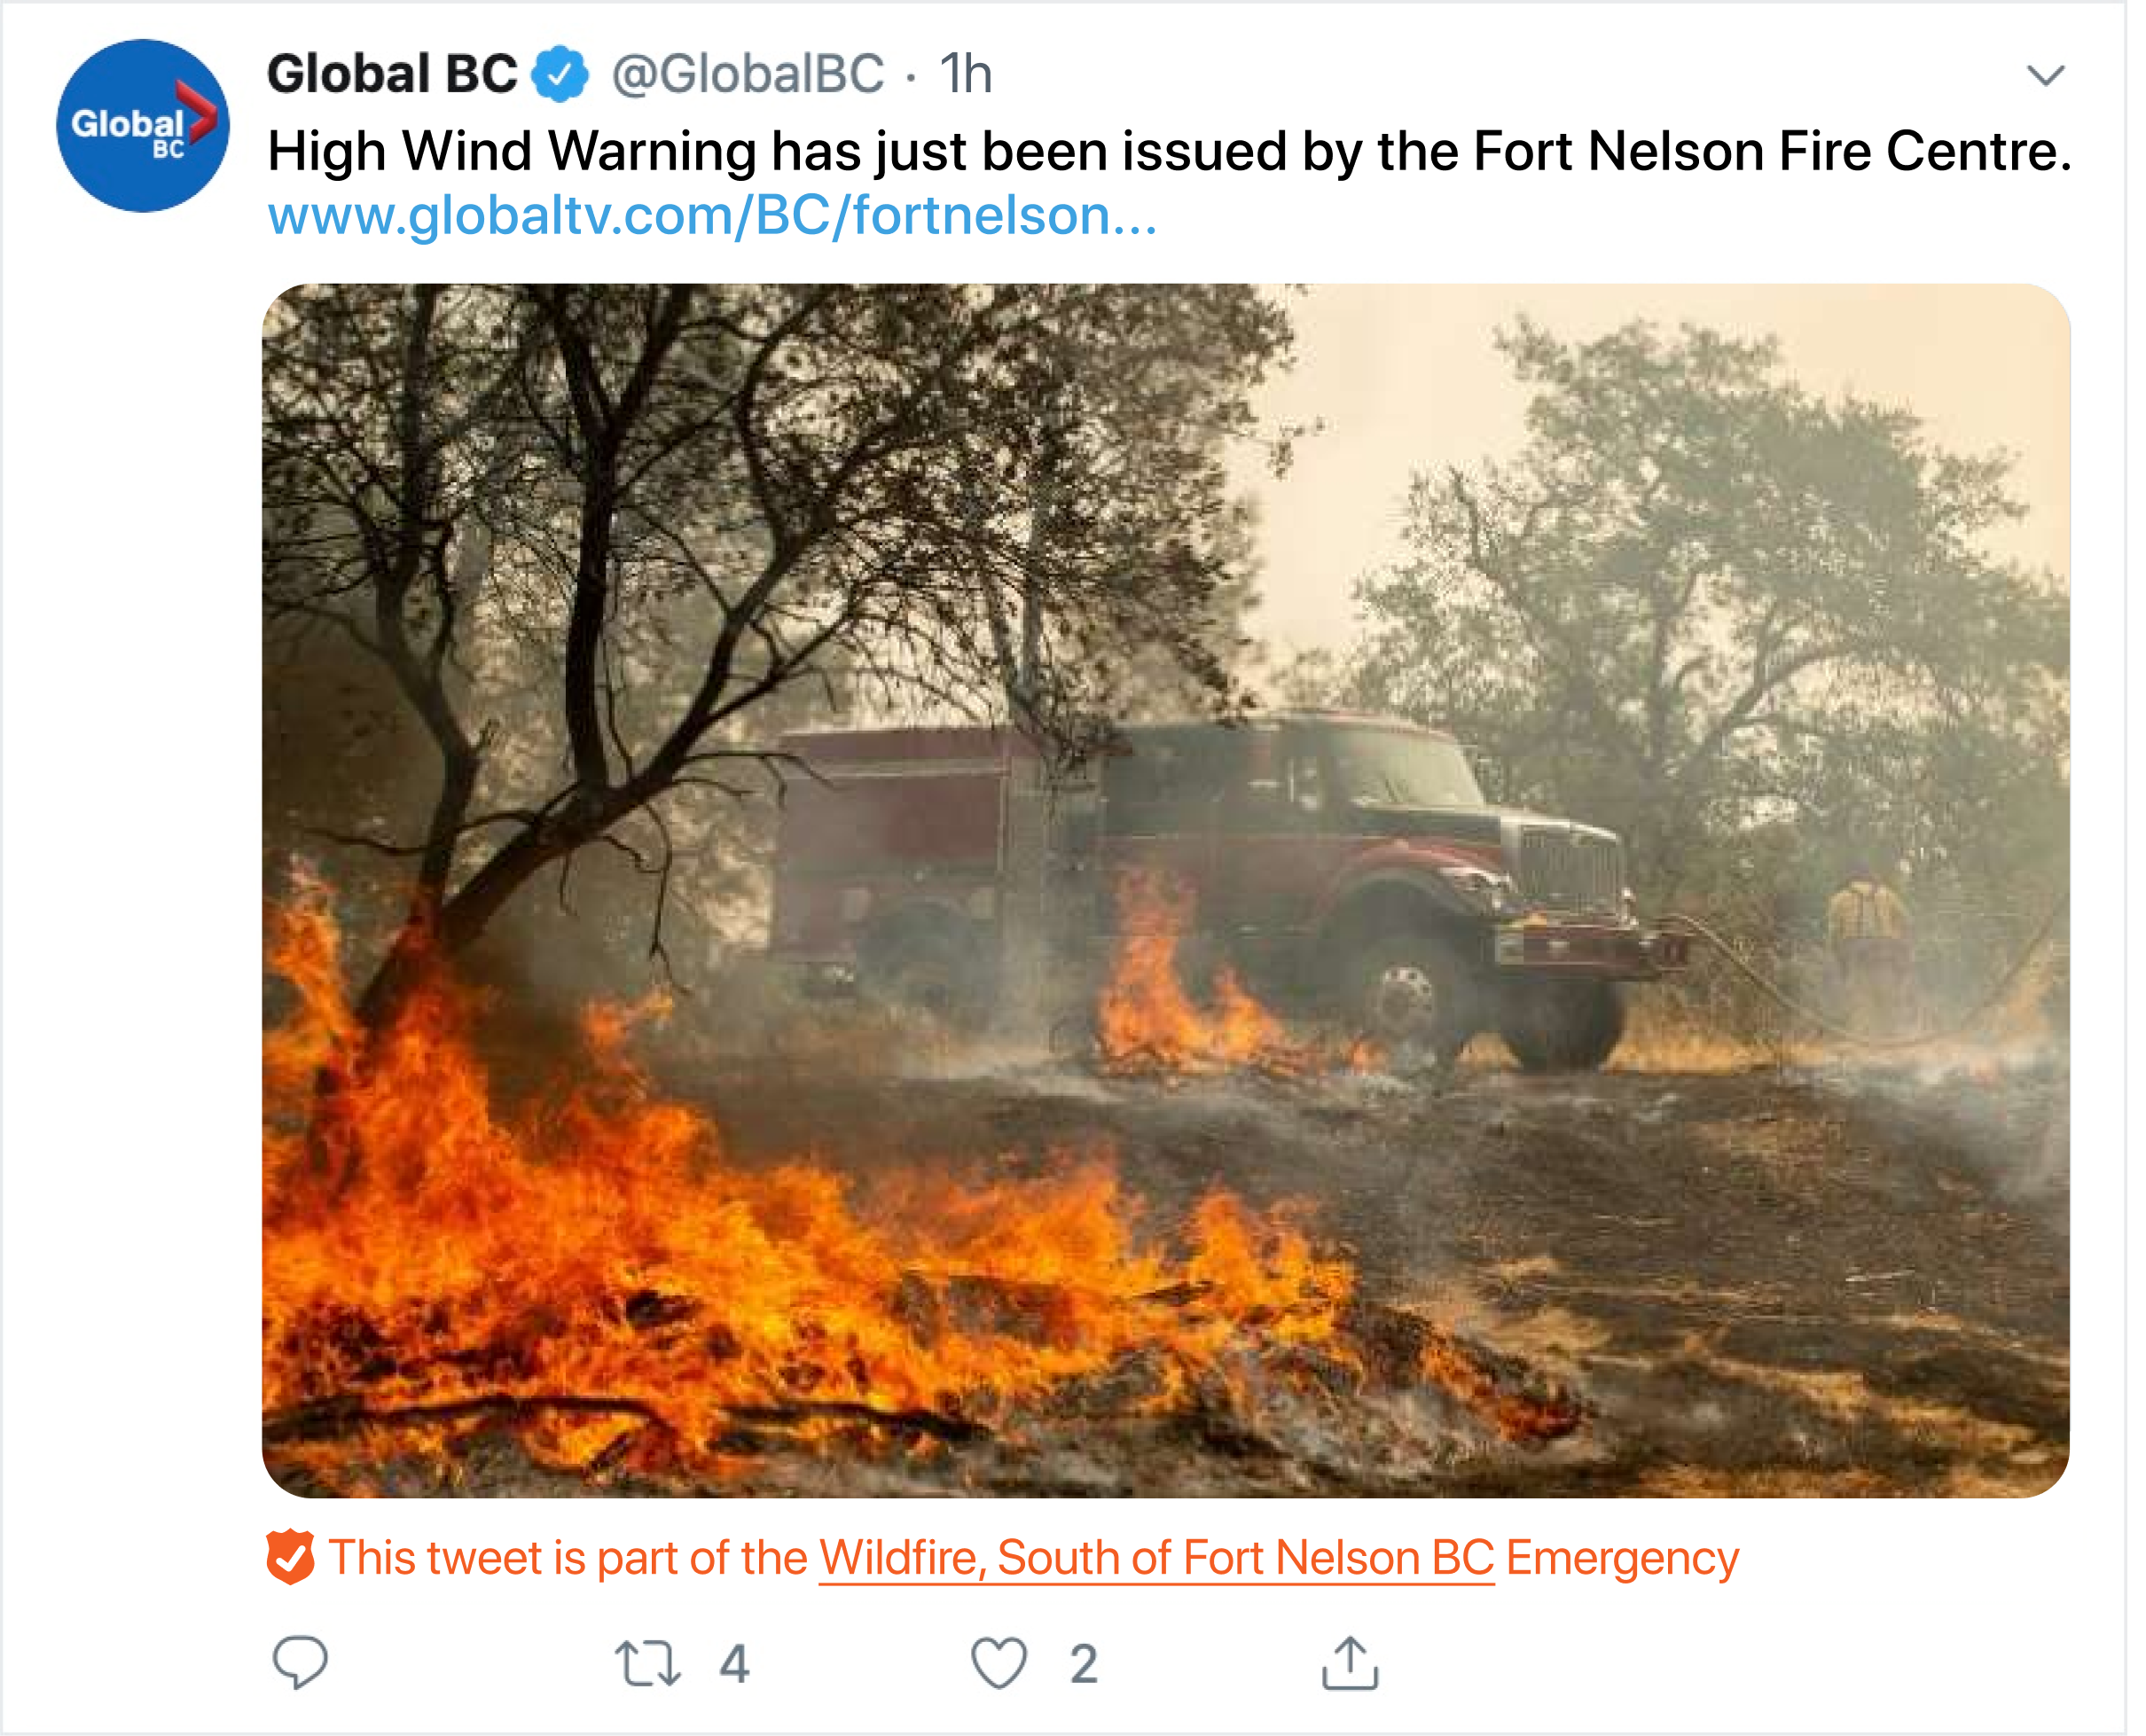 Global BC @GlobalBC · 1h
Global BC
High Wind Warning has just been issued by the Fort Nelson Fire Centre.
www.globaltv.com/BC/fortnelson...
This tweet is part of the Wildfire, South of Fort Nelson BC Emergency
4 2